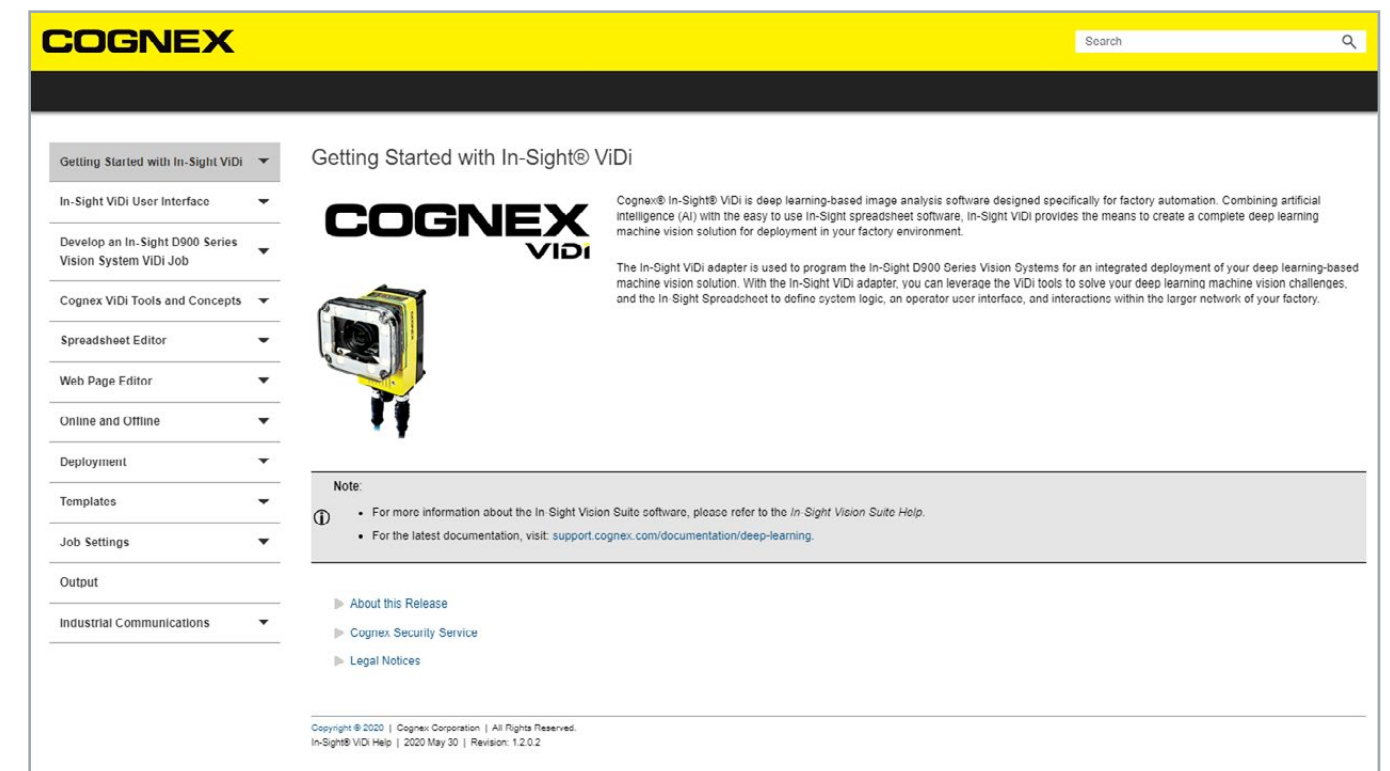 COGNEX
Search
Getting Started with In-Sight ViDi
In-Sight ViDi User Interface
Develop an In-Sight D900 Series
Vision System ViDi Job
Cognex ViDi Tools and Concepts
Spreadsheet Editor
Web Page Editor
Online and Offline
Deployment
Templates
Job Settings
Output
Industrial Communications
Getting Started with In-Sight® ViDi
COGNEX
ViDi
Cognex® In-Sight® ViDi is deep learning-based image analysis software designed specifically for factory automation. Combining artificial
intelligence (AI) with the easy to use In-Sight spreadsheet software, In-Sight ViDi provides the means to create a complete deep learning
machine vision solution for deployment in your factory environment.
The In-Sight ViDi adapter is used to program the In-Sight D900 Series Vision Systems for an integrated deployment of your deep learning-based
machine vision solution. With the In-Sight ViDi adapter, you can leverage the ViDi tools to solve your deep learning machine vision challenges,
and the In-Sight Spreadsheet to define system logic, an operator user interface, and interactions within the larger network of your factory.
Note:
• For more information about the In-Sight Vision Suite software, please refer to the In-Sight Vision Suite Help.
• For the latest documentation, visit: support.cognex.com/documentation/deep-learning.
About this Release
Cognex Security Service
Legal Notices
Copyright © 2020 | Cognex Corporation | All Rights Reserved.
In-Sight® ViDi Help | 2020 May 30 | Revision: 1.2.0.2